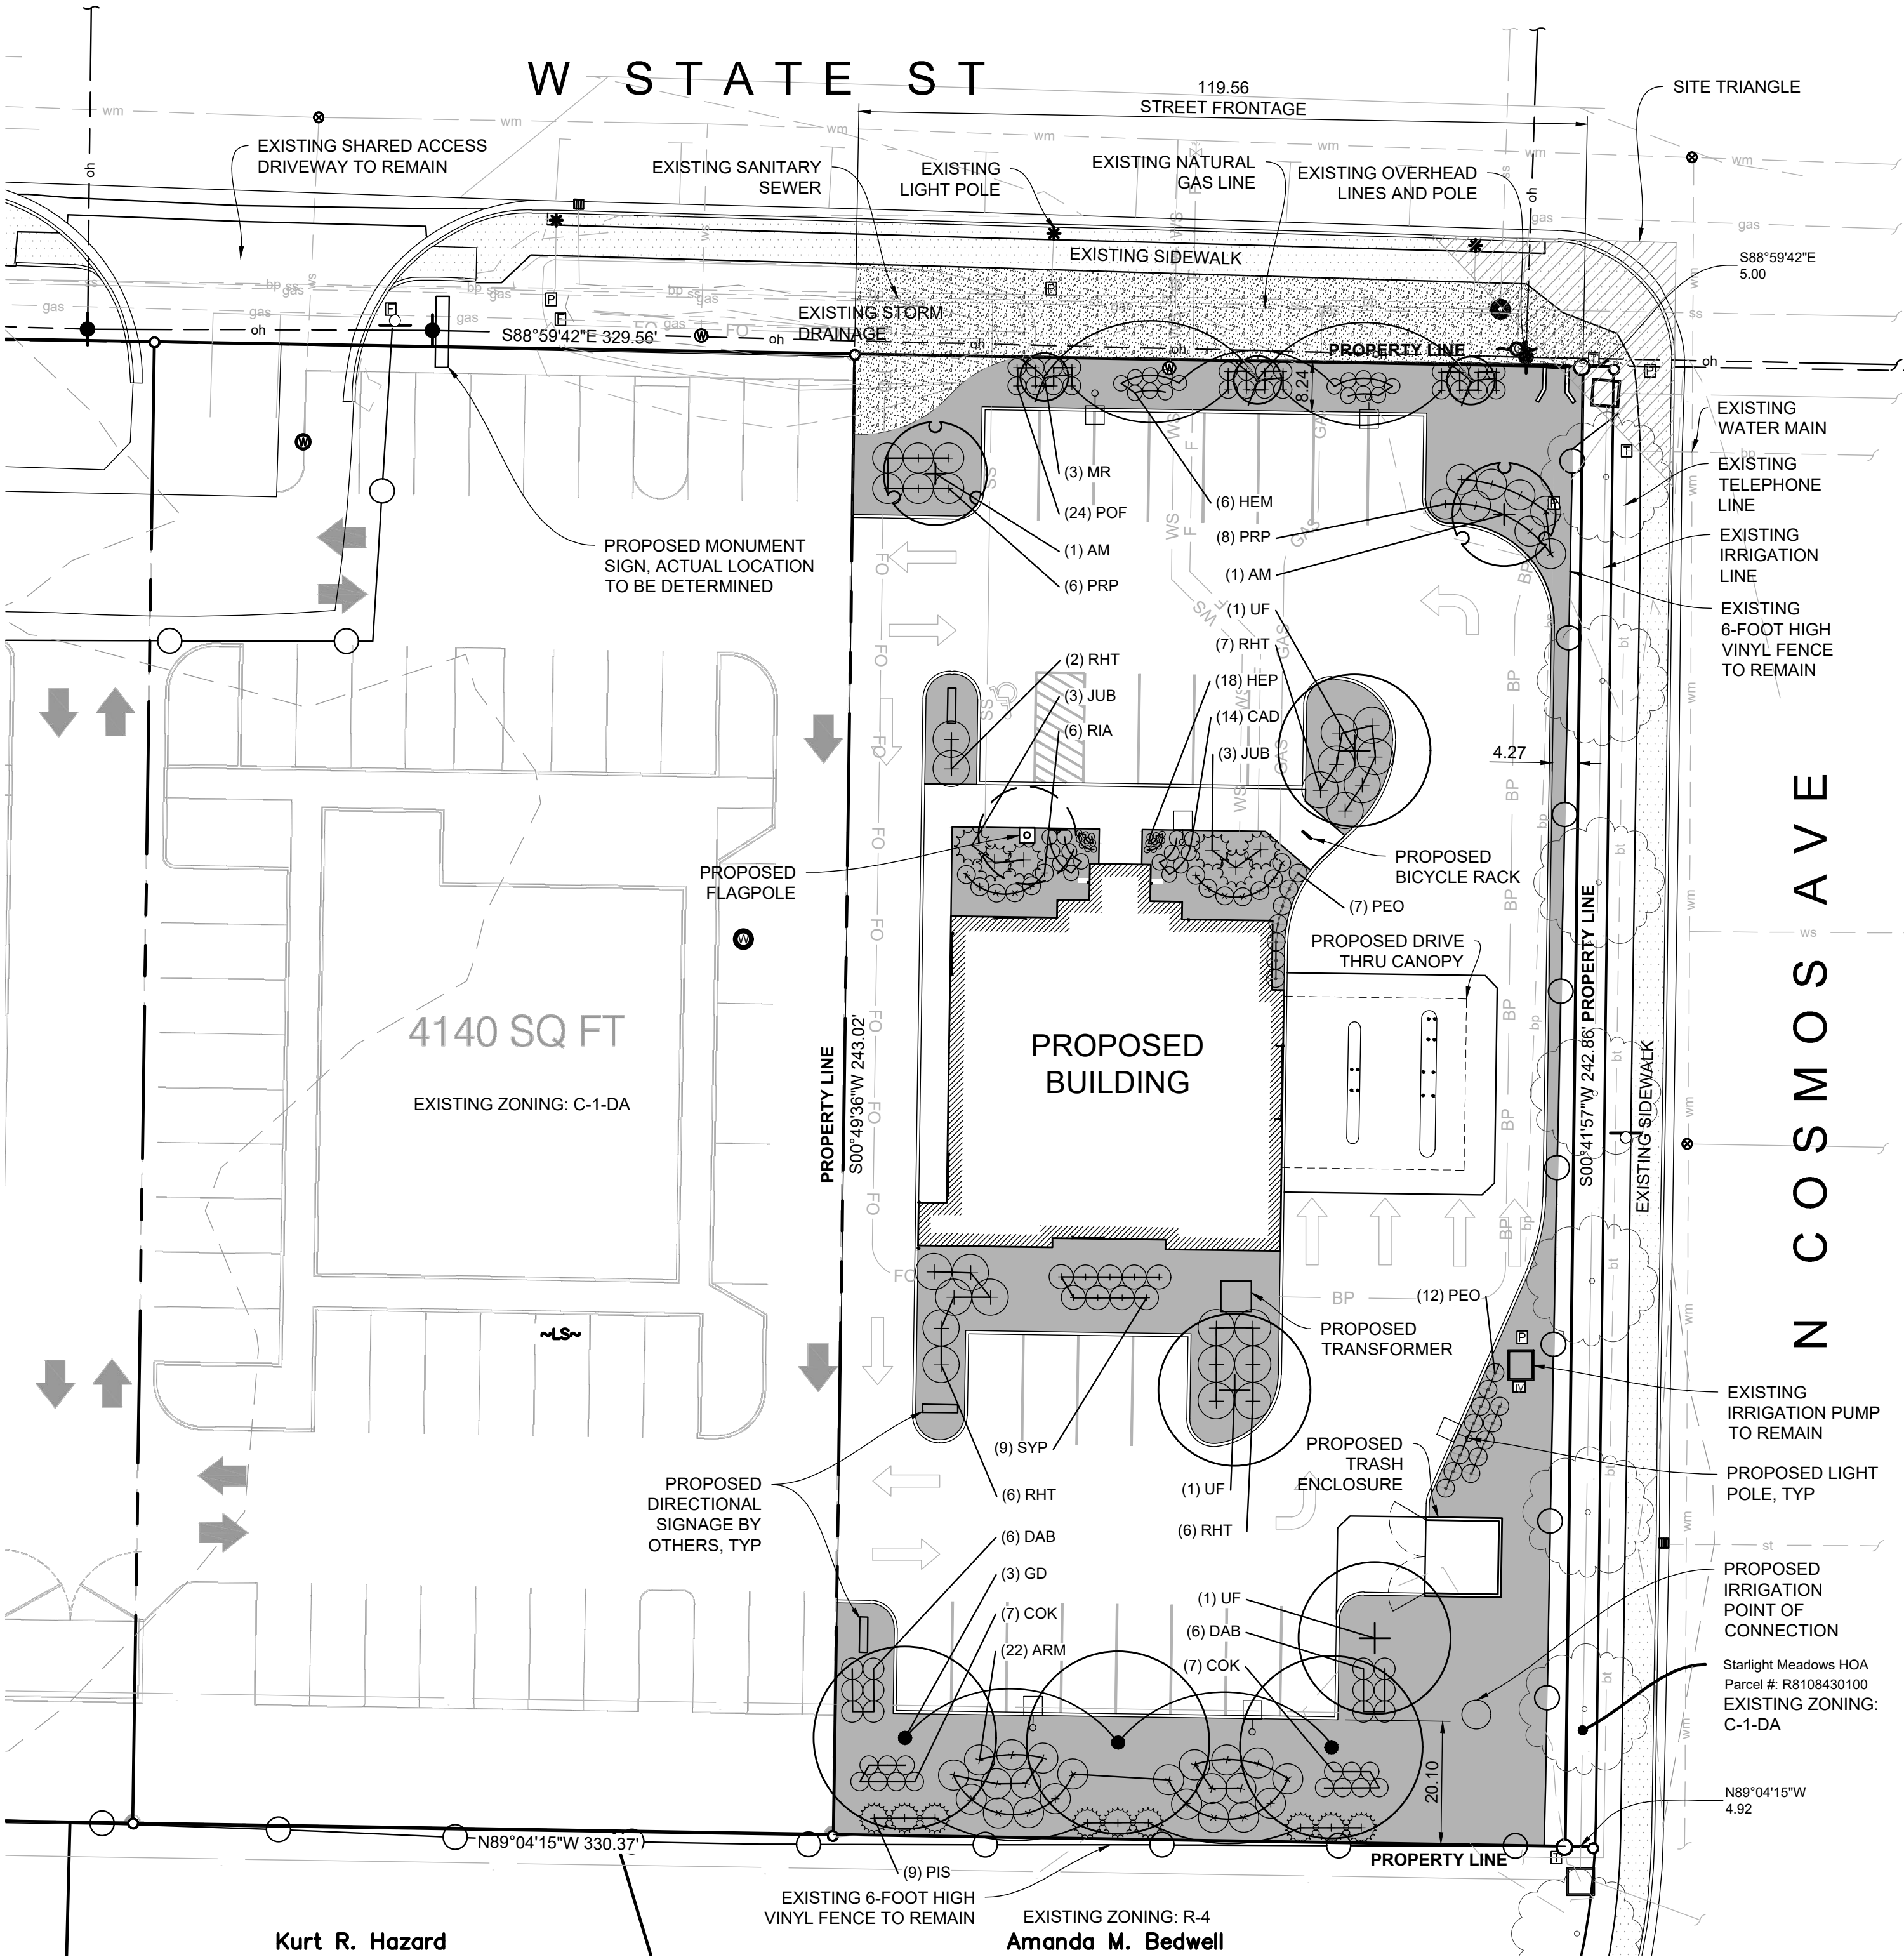 W STATE ST
119.56
STREET FRONTAGE
SITE TRIANGLE
EXISTING SHARED ACCESS
DRIVEWAY TO REMAIN
EXISTING SANITARY
SEWER
EXISTING
LIGHT POLE
EXISTING NATURAL
GAS LINE
EXISTING OVERHEAD
LINES AND POLE
EXISTING SIDEWALK
S88°59'42"E
5.00
EXISTING STORM
DRAINAGE
S88°59'42"E 329.56'
PROPERTY LINE
8.24
EXISTING
WATER MAIN
EXISTING
TELEPHONE
LINE
EXISTING
IRRIGATION
LINE
EXISTING
6-FOOT HIGH
VINYL FENCE
TO REMAIN
(3) MR
(24) POF
(1) AM
(6) PRP
(6) HEM
(8) PRP
(1) AM
(1) UF
(7) RHT
(18) HEP
(14) CAD
(3) JUB
PROPOSED MONUMENT
SIGN, ACTUAL LOCATION
TO BE DETERMINED
(2) RHT
(3) JUB
(6) RIA
4.27
PROPOSED
FLAGPOLE
PROPOSED
BICYCLE RACK
(7) PEO
PROPOSED DRIVE
THRU CANOPY
N COSMOS AVE
4140 SQ FT
EXISTING ZONING: C-1-DA
PROPERTY LINE
S00°49'36"W 243.02'
PROPOSED
BUILDING
S00°41'57"W 242.86' PROPERTY LINE
EXISTING SIDEWALK
~LS~
(12) PEO
PROPOSED
TRANSFORMER
EXISTING
IRRIGATION PUMP
TO REMAIN
PROPOSED
TRASH
ENCLOSURE
PROPOSED LIGHT
POLE, TYP
(9) SYP
(6) RHT
(1) UF
(6) RHT
PROPOSED
DIRECTIONAL
SIGNAGE BY
OTHERS, TYP
(6) DAB
(3) GD
(7) COK
(22) ARM
(1) UF
(6) DAB
(7) COK
PROPOSED
IRRIGATION
POINT OF
CONNECTION
Starlight Meadows HOA
Parcel #: R8108430100
EXISTING ZONING:
C-1-DA
20.10
N89°04'15"W
4.92
N89°04'15"W 330.37'
PROPERTY LINE
(9) PIS
EXISTING 6-FOOT HIGH
VINYL FENCE TO REMAIN
EXISTING ZONING: R-4
Kurt R. Hazard
Amanda M. Bedwell